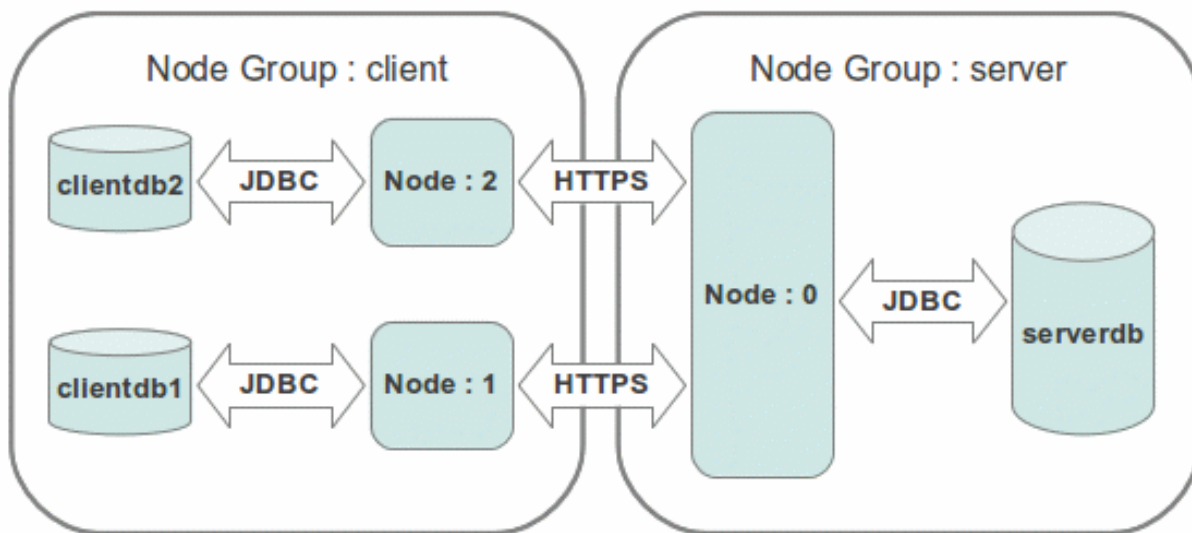 Node Group : client
Node Group : server
clientdb2
JDBC
Node : 2
HTTPS
Node : 0
JDBC
serverdb
clientdb1
JDBC
Node : 1
HTTPS